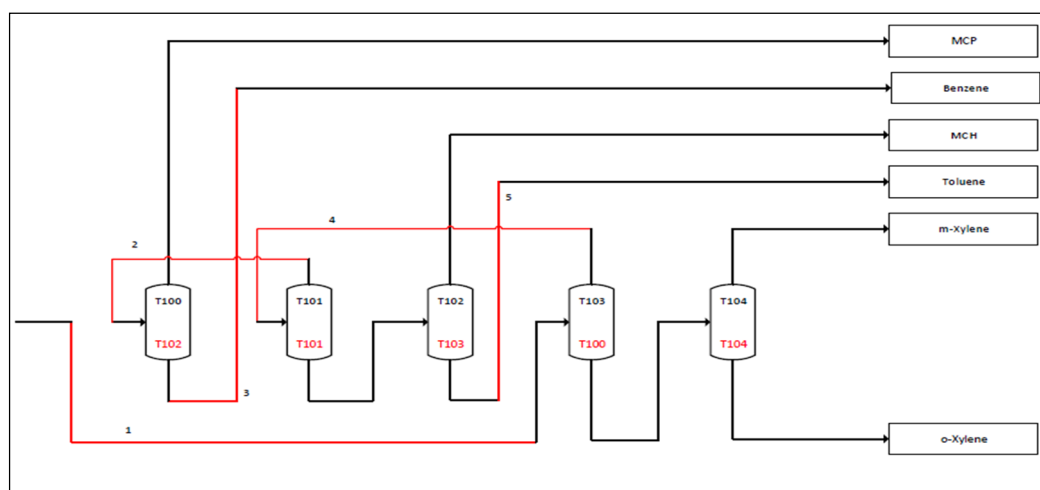 MCP
Benzene
MCH
Toluene
5
4
m-Xylene
2
T100
T101
T102
T103
T104
T102
T101
T103
T100
T104
3
1
o-Xylene